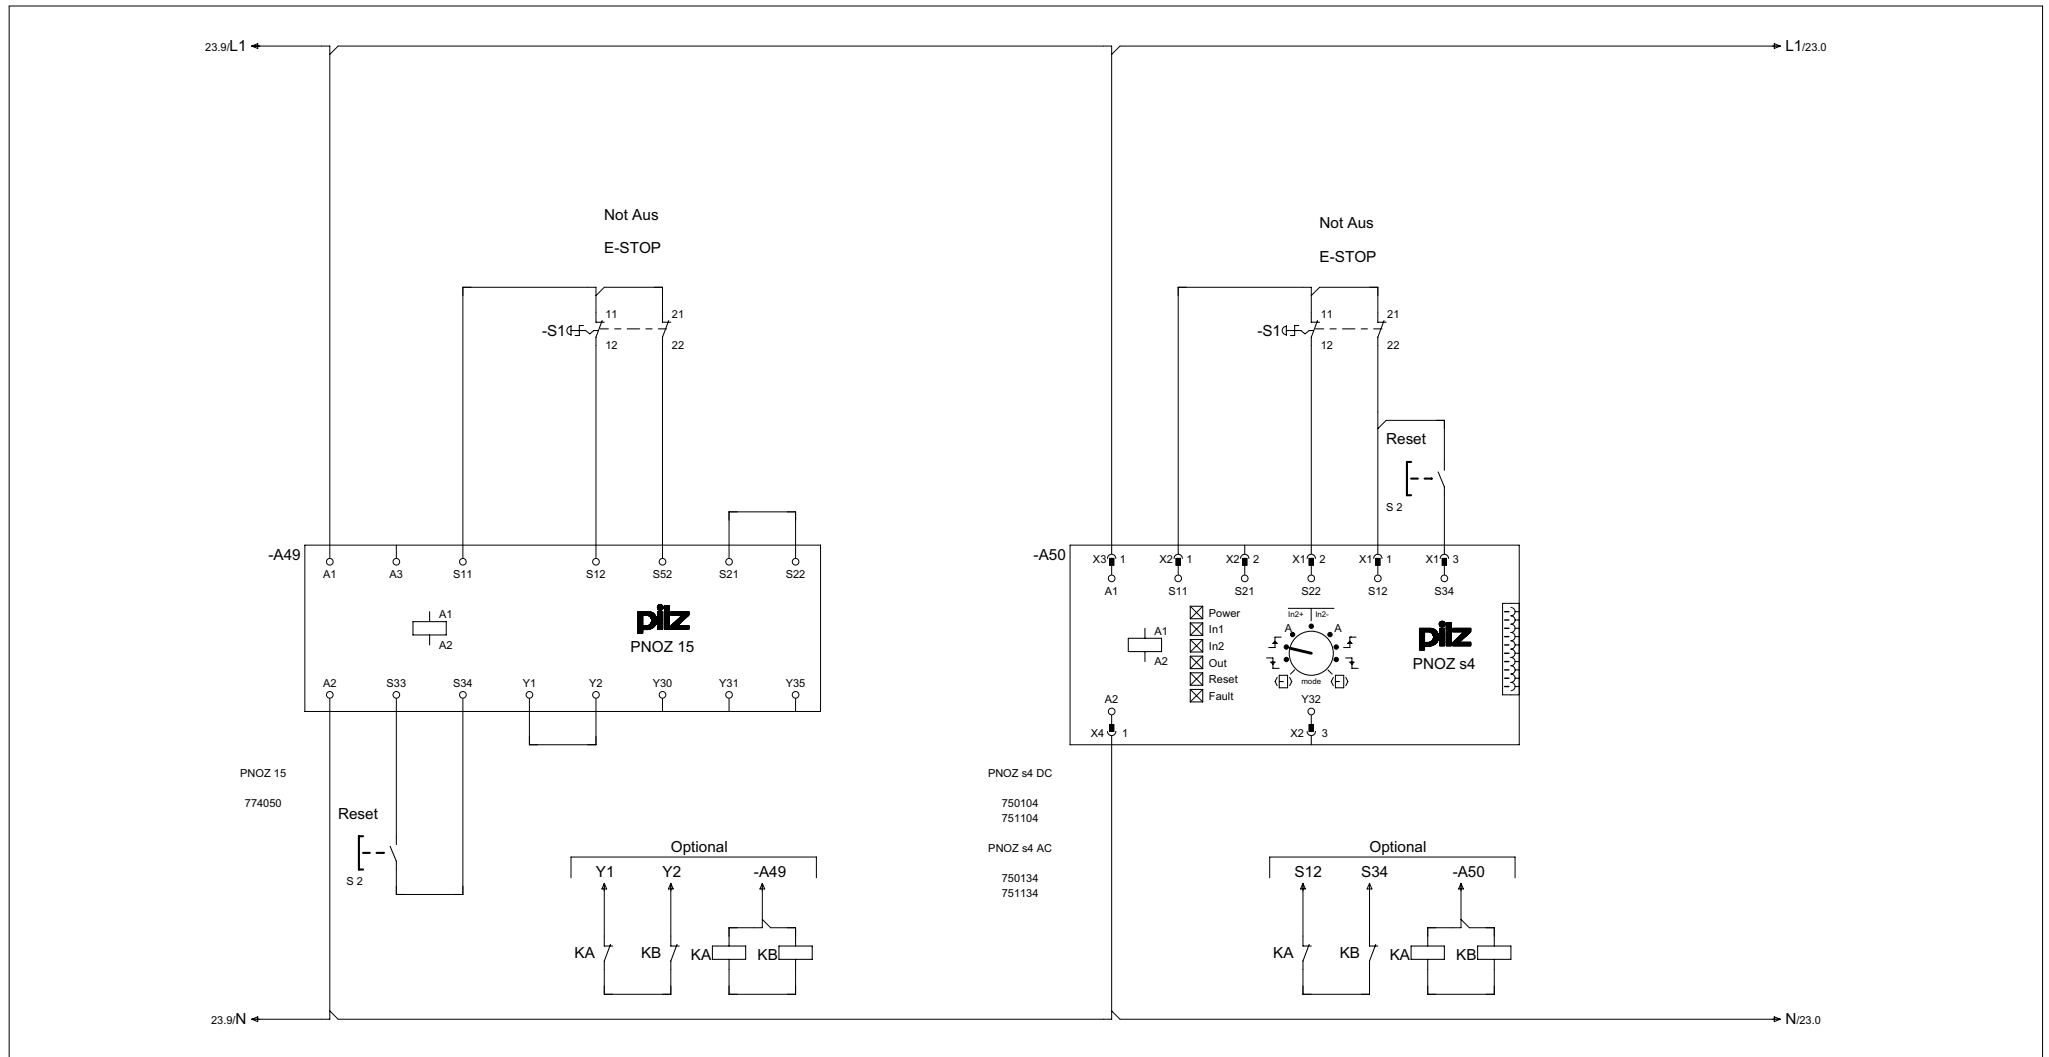 23.9/L1
L1/23.0
Not Aus
E-STOP
Not Aus
E-STOP
-S1
11
12
21
22
-S1
11
12
21
22
Reset
S 2
-A49
A1
A3
S11
S12
S52
S21
S22
A1
A2
pilz
PNOZ 15
A2
S33
S34
Y1
Y2
Y30
Y31
Y35
-A50
X3 1
X2 1
X2 2
X1 2
X1 1
X1 3
A1
S11
S21
S22
S12
S34
A1
A2
Power
In1
In2
Out
Reset
Fault
In2+ In2-
A A
mode
pilz
PNOZ s4
A2
Y32
X4 1
X2 3
PNOZ 15
774050
Reset
S 2
Optional
Y1 Y2 -A49
KA KB KA KB
PNOZ s4 DC
750104
751104
PNOZ s4 AC
750134
751134
Optional
S12 S34 -A50
KA KB KA KB
23.9/N
N/23.0